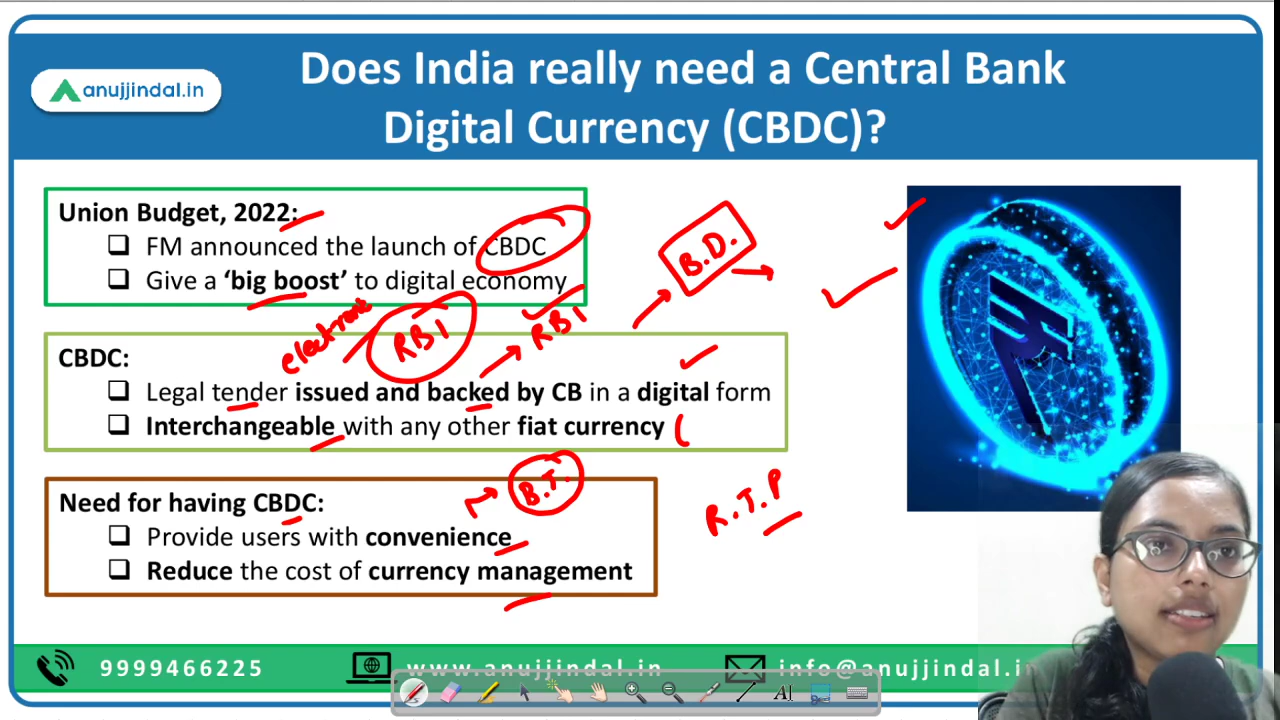 anujjindal.in
Does India really need a Central Bank
Digital Currency (CBDC)?
Union Budget, 2022:
❑ FM announced the launch of CBDC
❑ Give a ‘big boost’ to digital economy
B.D.
electronic
RBI
RBI
CBDC:
❑ Legal tender issued and backed by CB in a digital form
❑ Interchangeable with any other fiat currency (
B.T.
R.T.P
Need for having CBDC:
❑ Provide users with convenience
❑ Reduce the cost of currency management
9999466225 www.anujjindal.in info@anujjindal.in
AI